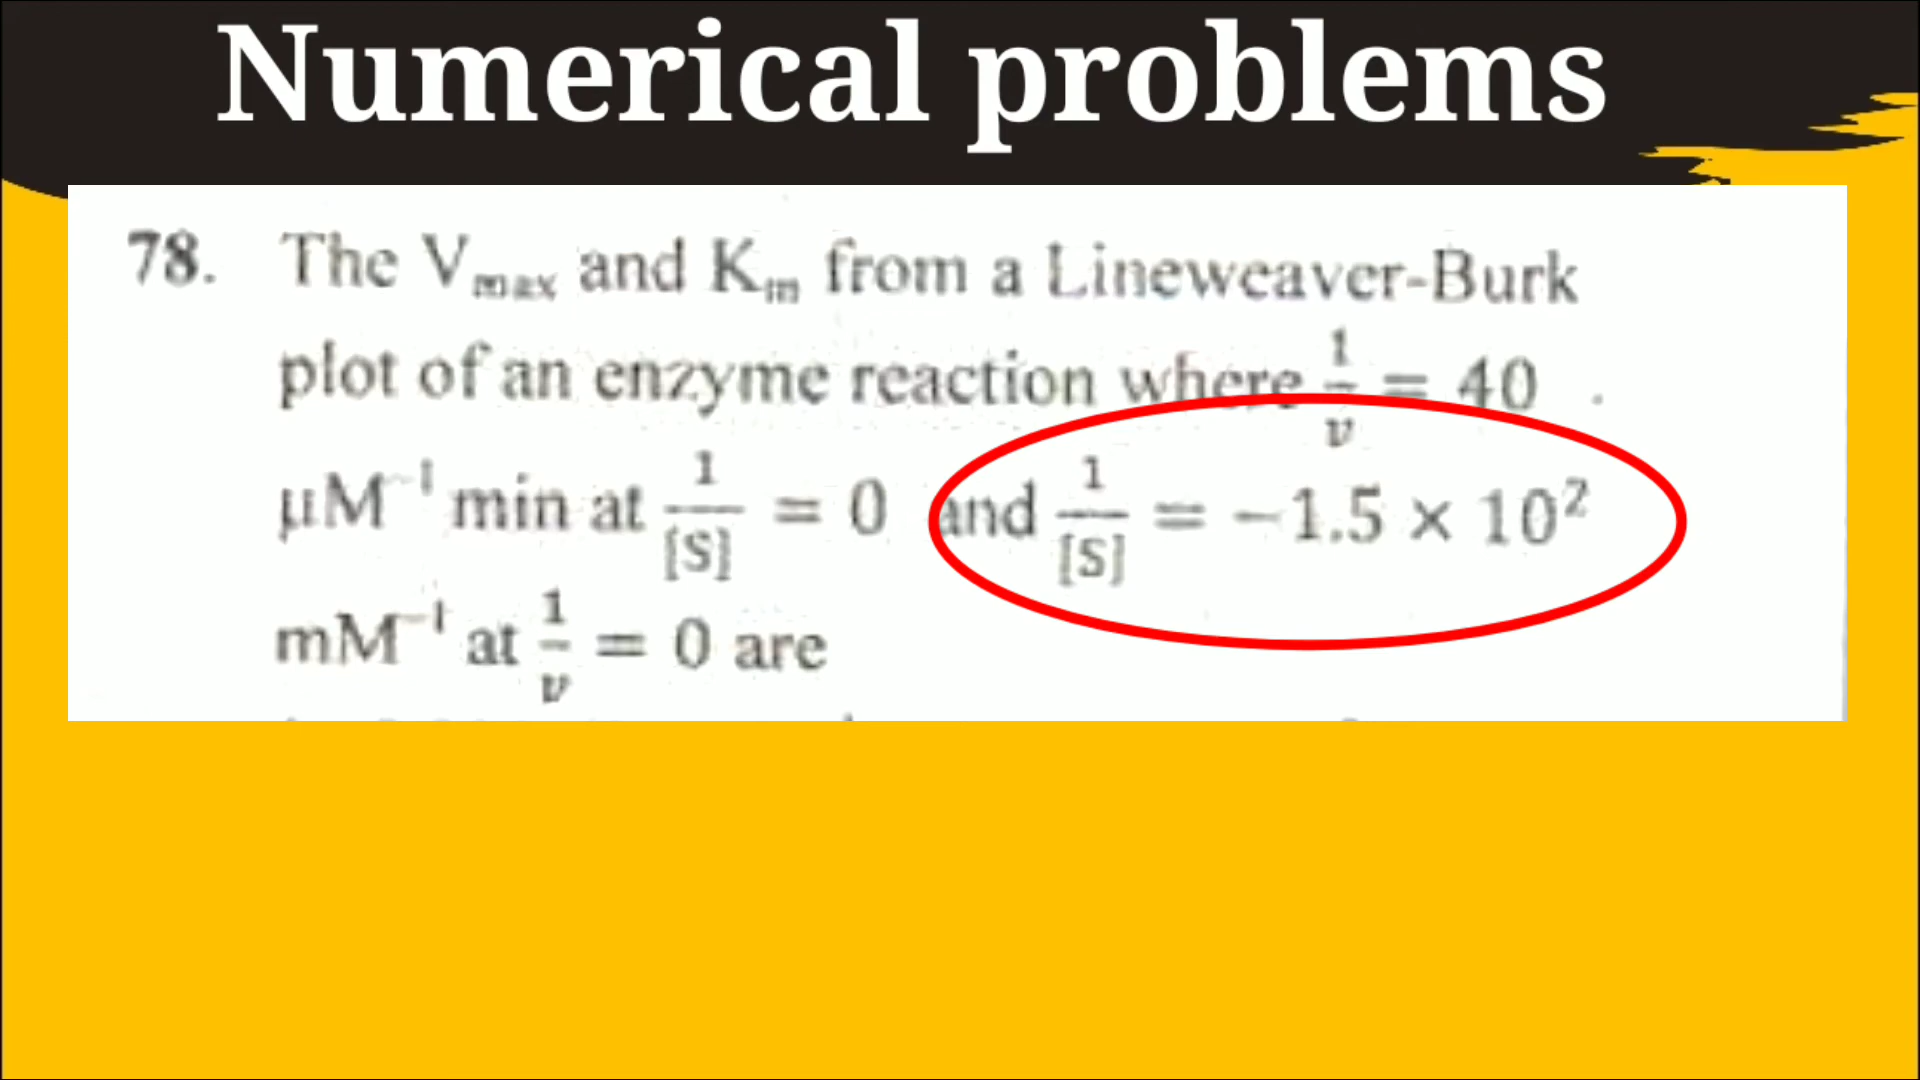 Numerical problems
78. The Vmax and Km from a Lineweaver-Burk
plot of an enzyme reaction where 1/v = 40 .
µM⁻¹ min at 1/[S] = 0 and 1/[S] = −1.5 × 10²
mM⁻¹ at 1/v = 0 are